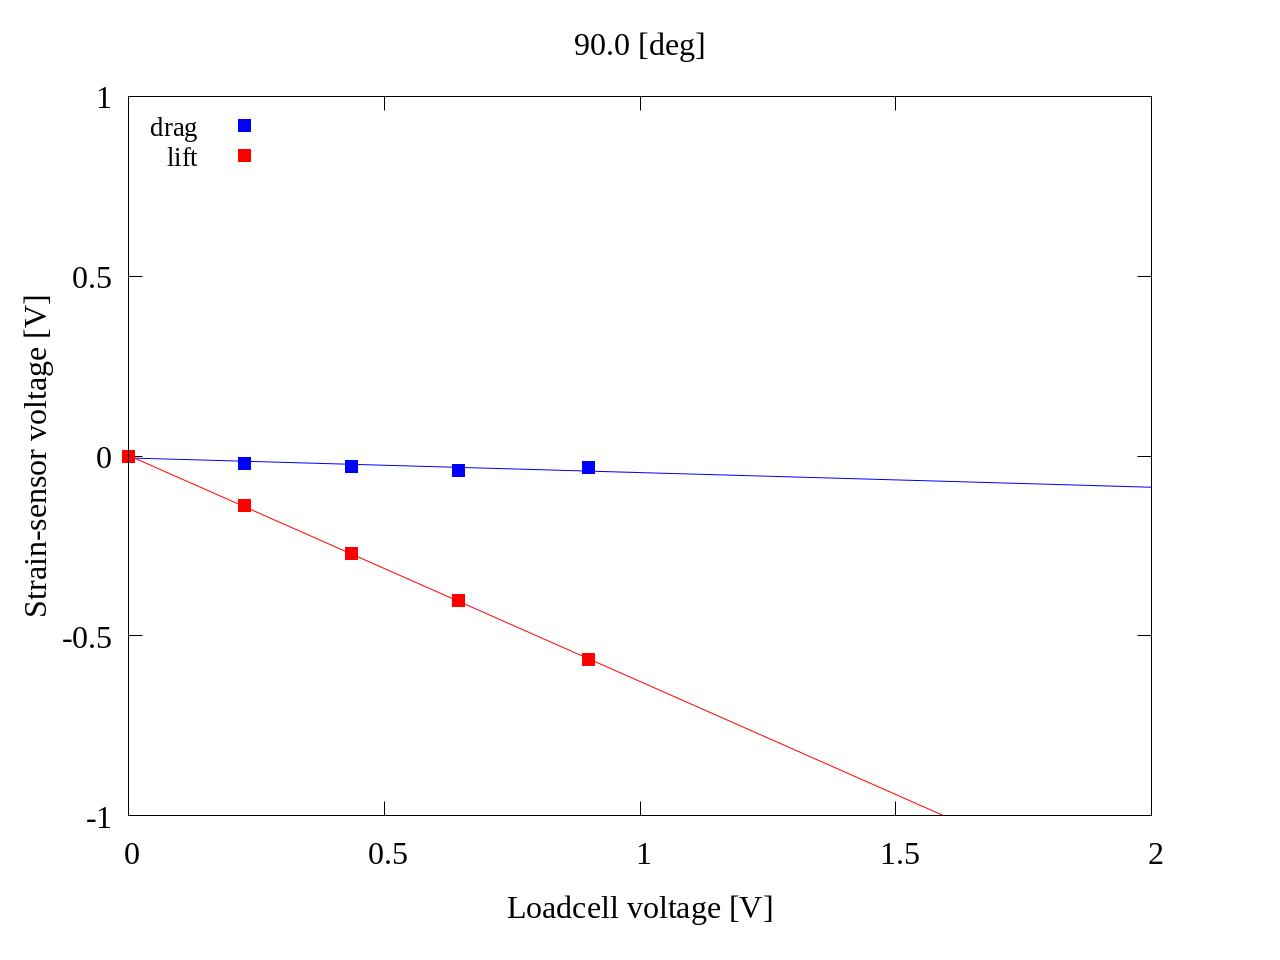 90.0 [deg]
drag
lift
1
0.5
0
-0.5
-1
Strain-sensor voltage [V]
0 0.5 1 1.5 2
Loadcell voltage [V]